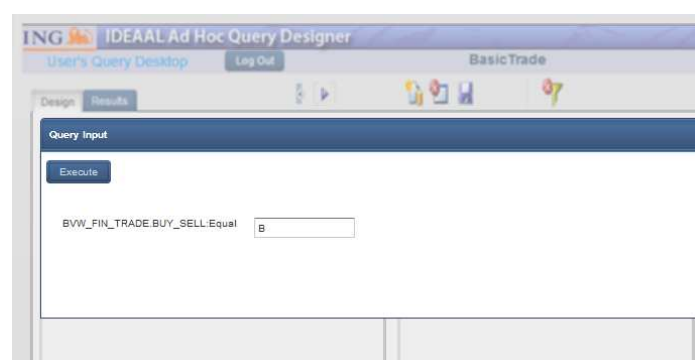 ING IDEAAL Ad Hoc Query Designer
User's Query Desktop Log Out BasicTrade
Design Results
Query Input
Execute
BVW_FIN_TRADE.BUY_SELL:Equal B